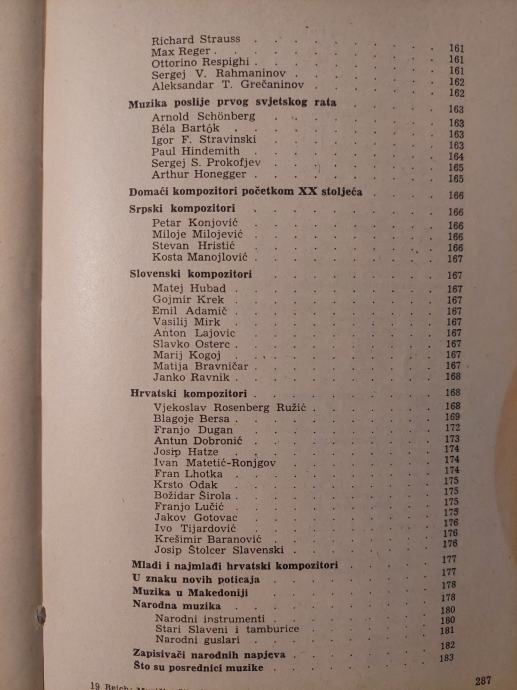 Richard Strauss . . . . . . . . 161
Max Reger . . . . . . . . . 161
Ottorino Respighi . . . . . . . . 161
Sergej V. Rahmaninov . . . . . . . 162
Aleksandar T. Grečaninov . . . . . . 162
Muzika poslije prvog svjetskog rata . . . . . 163
Arnold Schönberg . . . . . . . 163
Béla Bartók . . . . . . . . 163
Igor F. Stravinski . . . . . . . 163
Paul Hindemith . . . . . . . 164
Sergej S. Prokofjev . . . . . . . 165
Arthur Honegger . . . . . . . 165
Domaći kompozitori početkom XX stoljeća . . . . 166
Srpski kompozitori . . . . . . . . 166
Petar Konjović . . . . . . . . 166
Miloje Milojević . . . . . . . . 166
Stevan Hristić . . . . . . . . 166
Kosta Manojlović . . . . . . . . 167
Slovenski kompozitori . . . . . . . . 167
Matej Hubad . . . . . . . . 167
Gojmir Krek . . . . . . . . 167
Emil Adamič . . . . . . . . 167
Vasilij Mirk . . . . . . . . 167
Anton Lajovic . . . . . . . . 167
Slavko Osterc . . . . . . . . 167
Marij Kogoj . . . . . . . . 167
Matija Bravničar . . . . . . . . 167
Janko Ravnik . . . . . . . . 168
Hrvatski kompozitori . . . . . . . . 168
Vjekoslav Rosenberg Ružić . . . . . . 168
Blagoje Bersa . . . . . . . . 169
Franjo Dugan . . . . . . . . 172
Antun Dobronić . . . . . . . . 173
Josip Hatze . . . . . . . . 174
Ivan Matetić-Ronjgov . . . . . . . 174
Fran Lhotka . . . . . . . . 174
Krsto Odak . . . . . . . . 175
Božidar Širola . . . . . . . . 175
Franjo Lučić . . . . . . . . 175
Jakov Gotovac . . . . . . . . 175
Ivo Tijardović . . . . . . . . 176
Krešimir Baranović . . . . . . . 176
Josip Štolcer Slavenski . . . . . . . 176
Mladi i najmlađi hrvatski kompozitori . . . . 177
U znaku novih poticaja . . . . . . . 177
Muzika u Makedoniji . . . . . . . . 178
Narodna muzika . . . . . . . . 178
Narodni instrumenti . . . . . . . 180
Stari Slaveni i tamburice . . . . . . 180
Narodni guslari . . . . . . . . 181
Zapisivači narodnih napjeva . . . . . . 182
Što su posrednici muzike . . . . . . . 183
287
19 Reich: